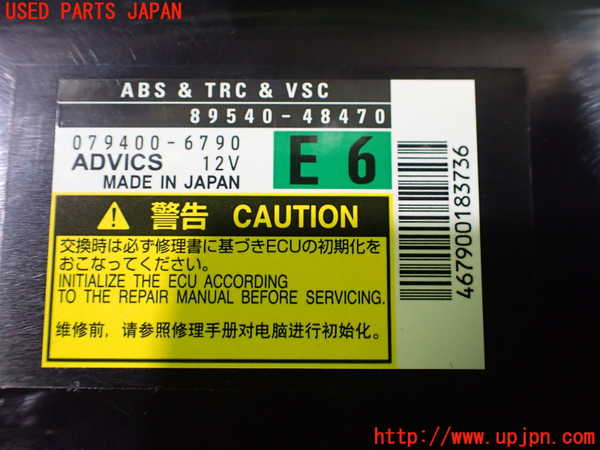 USED PARTS JAPAN
ABS & TRC & VSC
89540-48470
079400-6790
ADVICS 12V
MADE IN JAPAN
E6
467900183736
警告 CAUTION
交換時は必ず修理書に基づきECUの初期化を
おこなってください。
INITIALIZE THE ECU ACCORDING
TO THE REPAIR MANUAL BEFORE SERVICING.
维修前，请参照修理手册对电脑进行初始化。
http://www.upjpn.com/